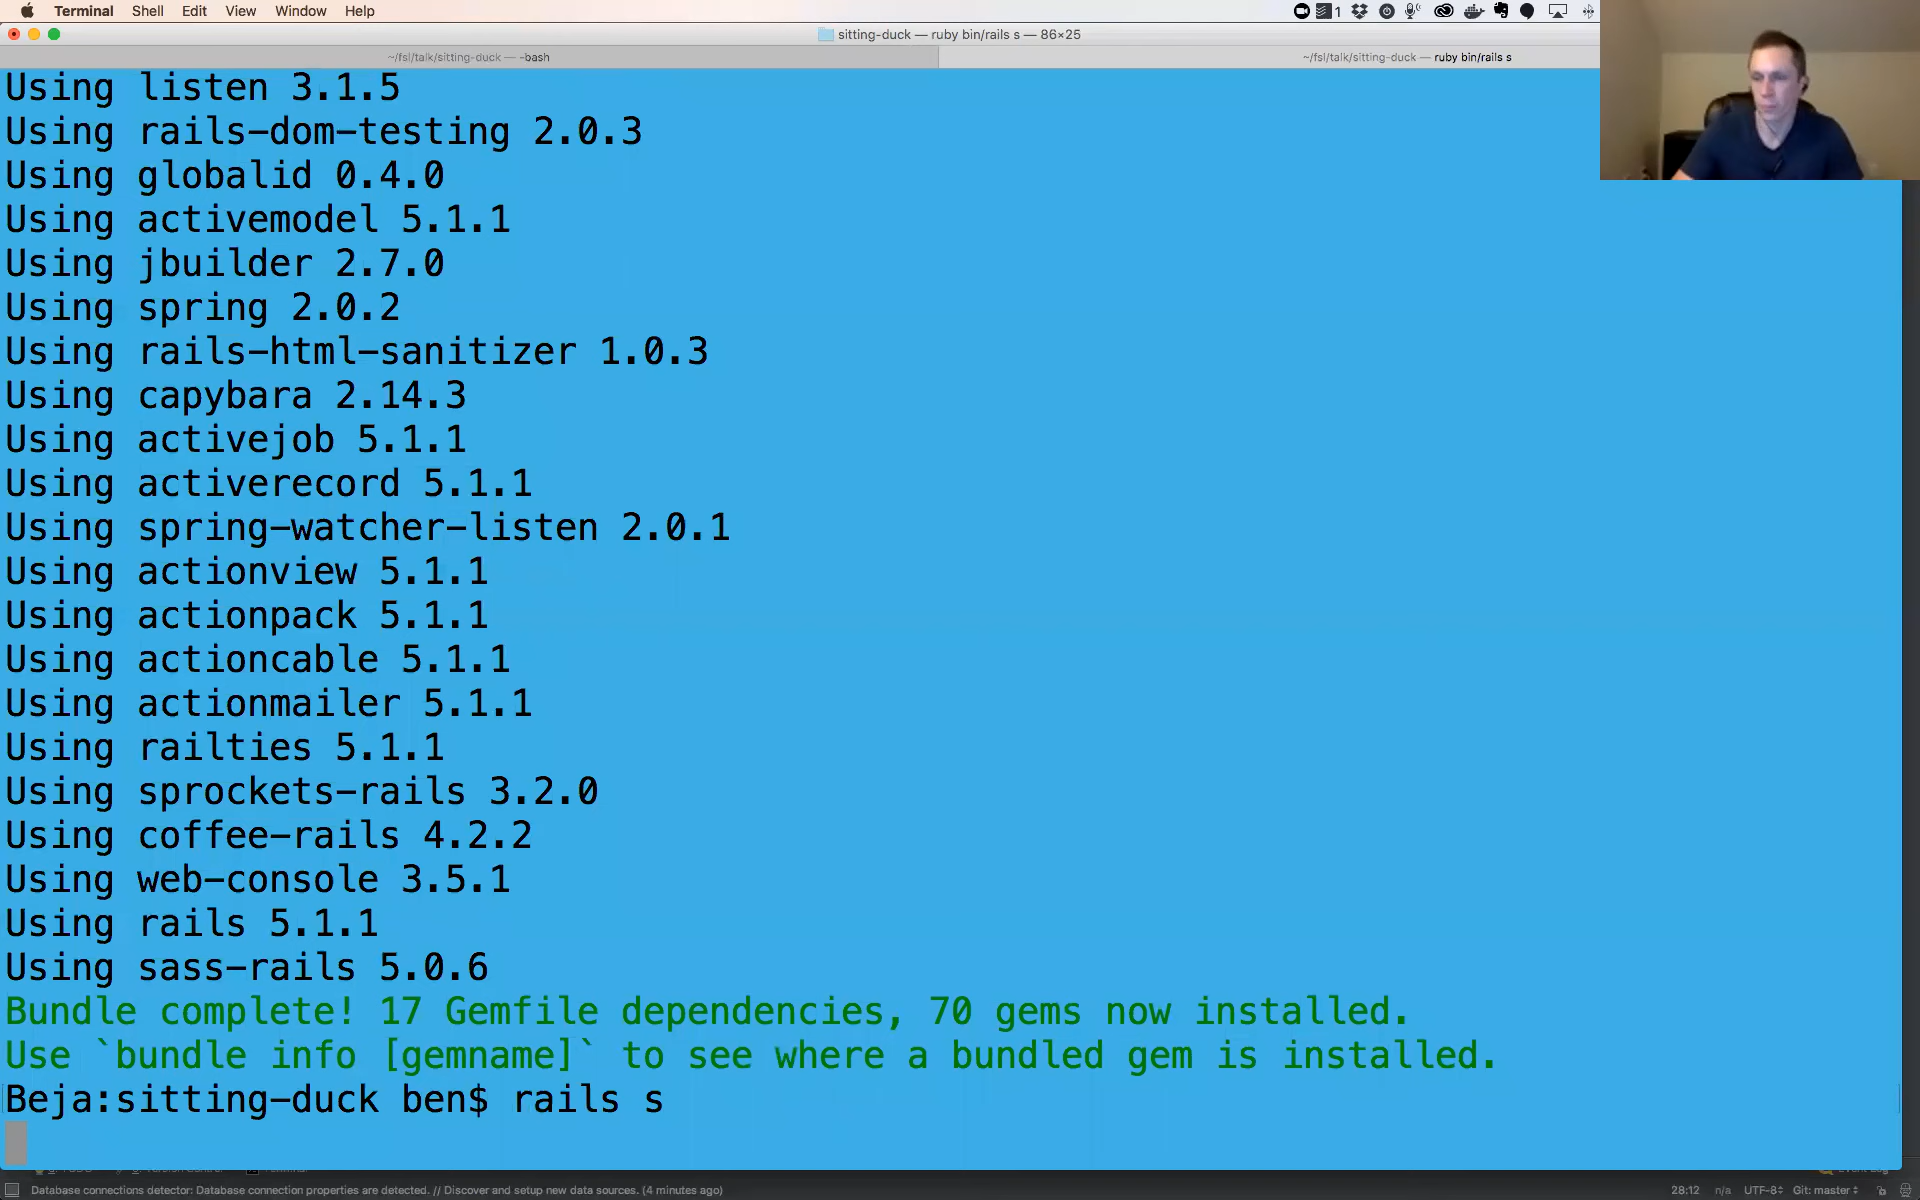 Terminal Shell Edit View Window Help 1
sitting-duck — ruby bin/rails s — 86×25
~/fsl/talk/sitting-duck — -bash
~/fsl/talk/sitting-duck — ruby bin/rails s
Using listen 3.1.5
Using rails-dom-testing 2.0.3
Using globalid 0.4.0
Using activemodel 5.1.1
Using jbuilder 2.7.0
Using spring 2.0.2
Using rails-html-sanitizer 1.0.3
Using capybara 2.14.3
Using activejob 5.1.1
Using activerecord 5.1.1
Using spring-watcher-listen 2.0.1
Using actionview 5.1.1
Using actionpack 5.1.1
Using actioncable 5.1.1
Using actionmailer 5.1.1
Using railties 5.1.1
Using sprockets-rails 3.2.0
Using coffee-rails 4.2.2
Using web-console 3.5.1
Using rails 5.1.1
Using sass-rails 5.0.6
Bundle complete! 17 Gemfile dependencies, 70 gems now installed.
Use `bundle info [gemname]` to see where a bundled gem is installed.
Beja:sitting-duck ben$ rails s
Database connections detector: Database connection properties are detected. // Discover and setup new data sources. (4 minutes ago)
28:12 n/a UTF-8 Git: master